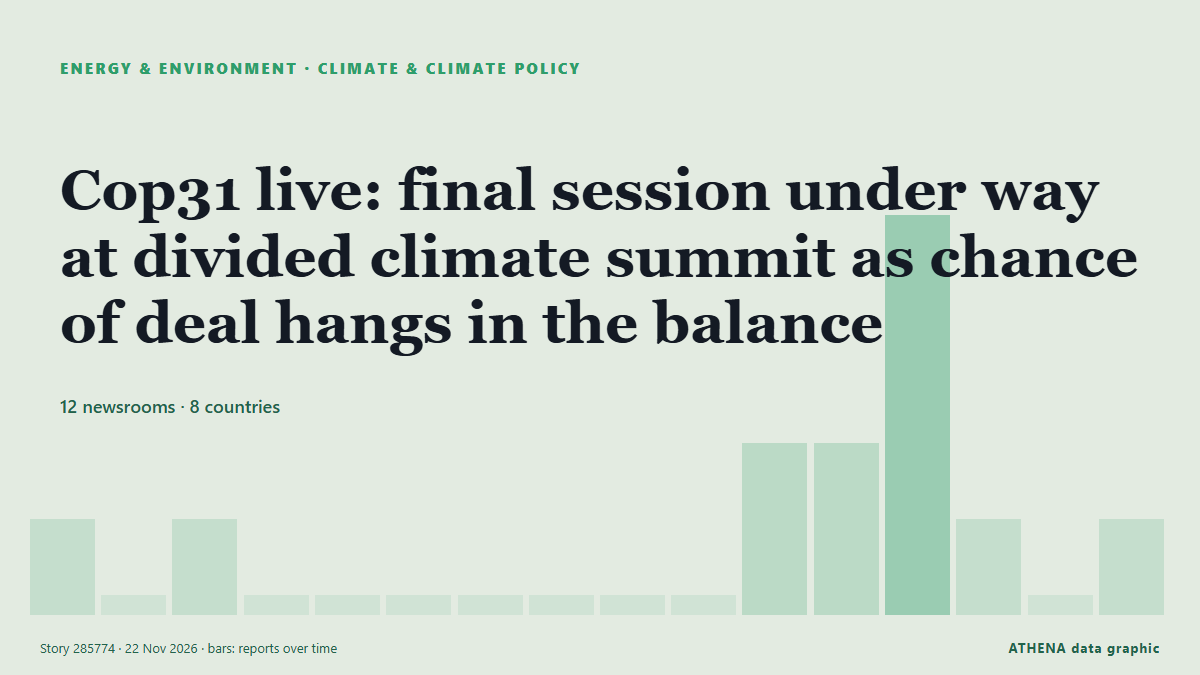 ENERGY & ENVIRONMENT · CLIMATE & CLIMATE POLICY
Cop31 live: final session under way
at divided climate summit as chance
of deal hangs in the balance
12 newsrooms · 8 countries
Story 285774 · 22 Nov 2026 · bars: reports over time
ATHENA data graphic